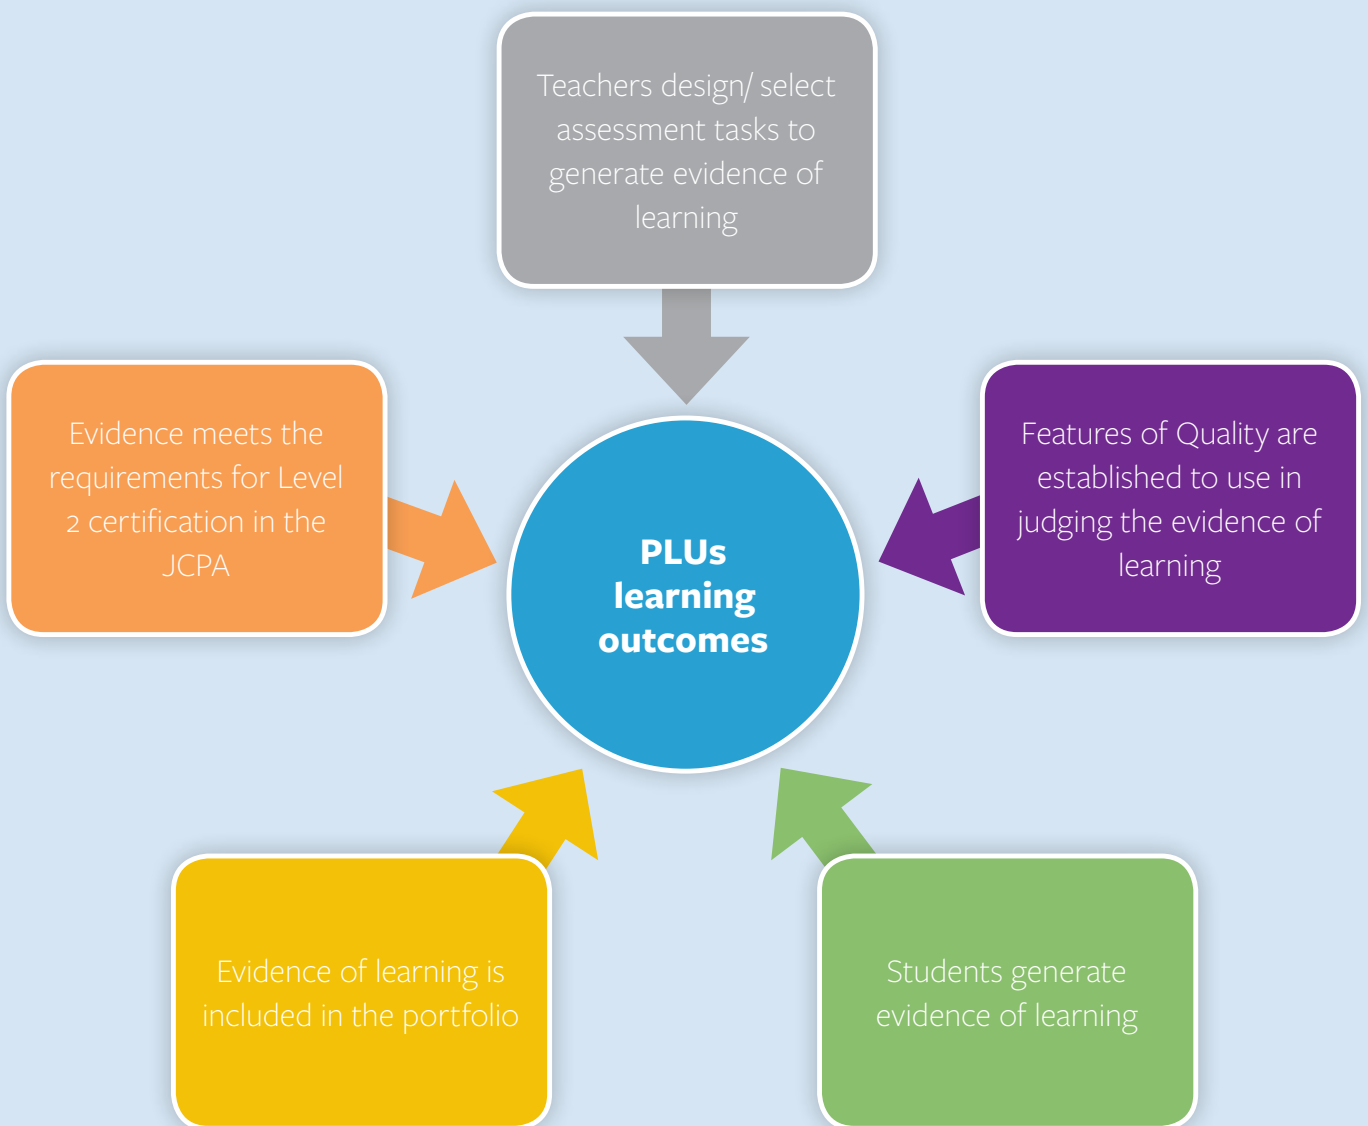 Teachers design/ select
assessment tasks to
generate evidence of
learning
Evidence meets the
requirements for Level
2 certification in the
JCPA
Features of Quality are
established to use in
judging the evidence of
learning
PLUs
learning
outcomes
Evidence of learning is
included in the portfolio
Students generate
evidence of learning